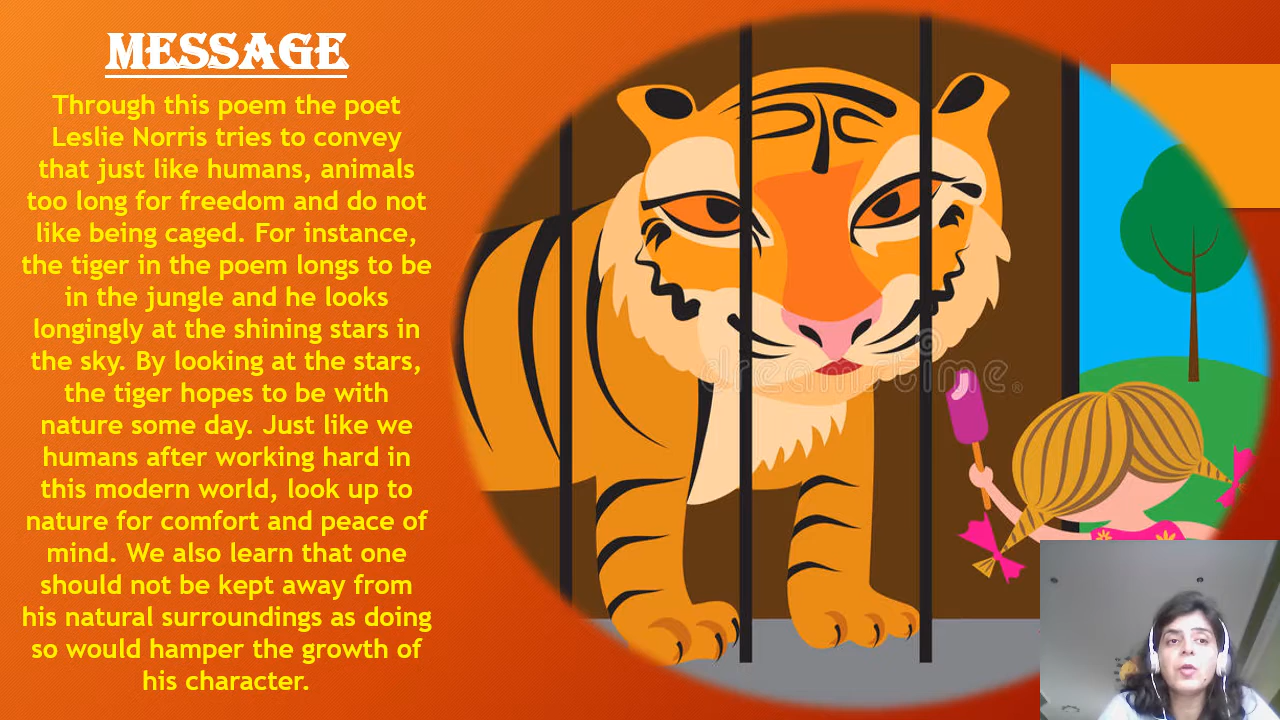 MESSAGE
Through this poem the poet
Leslie Norris tries to convey
that just like humans, animals
too long for freedom and do not
like being caged. For instance,
the tiger in the poem longs to be
in the jungle and he looks
longingly at the shining stars in
the sky. By looking at the stars,
the tiger hopes to be with
nature some day. Just like we
humans after working hard in
this modern world, look up to
nature for comfort and peace of
mind. We also learn that one
should not be kept away from
his natural surroundings as doing
so would hamper the growth of
his character.
dreamstime®